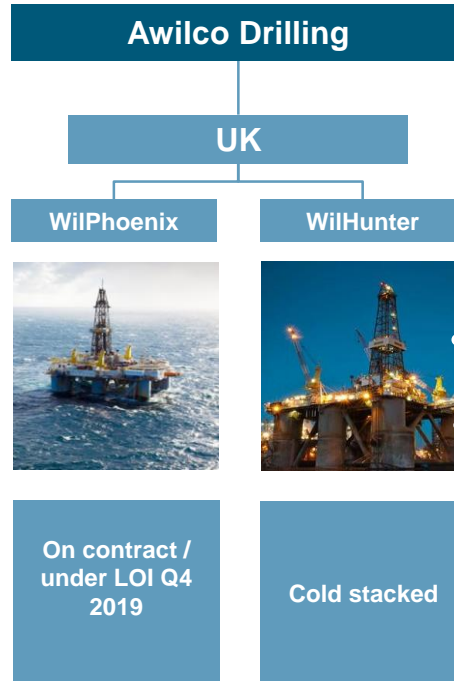 Awilco Drilling
UK
WilPhoenix
WilHunter
On contract /
under LOI Q4
2019
Cold stacked